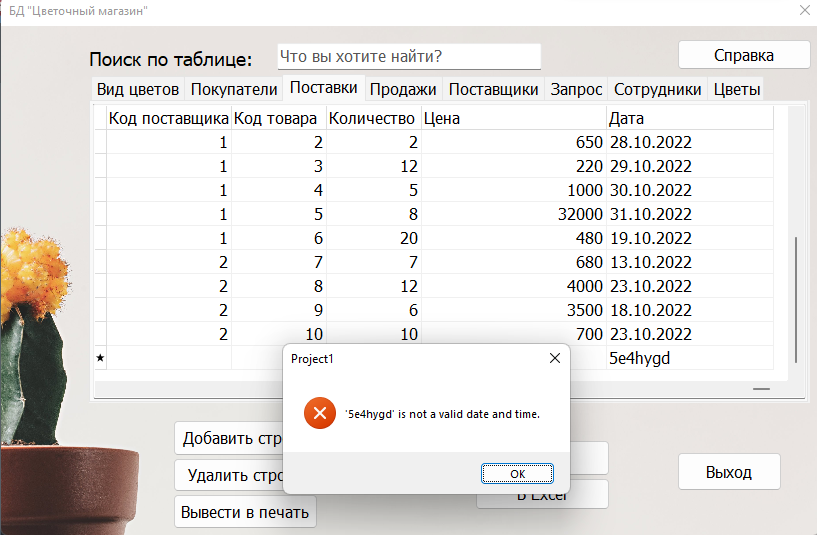 БД "Цветочный магазин"
Поиск по таблице: Что вы хотите найти? Справка
Вид цветов Покупатели Поставки Продажи Поставщики Запрос Сотрудники Цветы
Код поставщика Код товара Количество Цена Дата
1 2 2 650 28.10.2022
1 3 12 220 29.10.2022
1 4 5 1000 30.10.2022
1 5 8 32000 31.10.2022
1 6 20 480 19.10.2022
2 7 7 680 13.10.2022
2 8 12 4000 23.10.2022
2 9 6 3500 18.10.2022
2 10 10 700 23.10.2022
5e4hygd
Project1
'5e4hygd' is not a valid date and time.
OK
Добавить стр
Удалить стро
Вывести в печать
В Excel
Выход